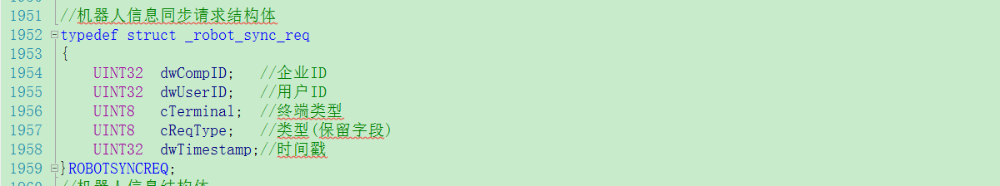 1951 //机器人信息同步请求结构体
1952 typedef struct _robot_sync_req
1953 {
1954 UINT32 dwCompID; //企业ID
1955 UINT32 dwUserID; //用户ID
1956 UINT8 cTerminal; //终端类型
1957 UINT8 cReqType; //类型(保留字段)
1958 UINT32 dwTimestamp;//时间戳
1959 }ROBOTSYNCREQ;
1960 //机器人信息结构体